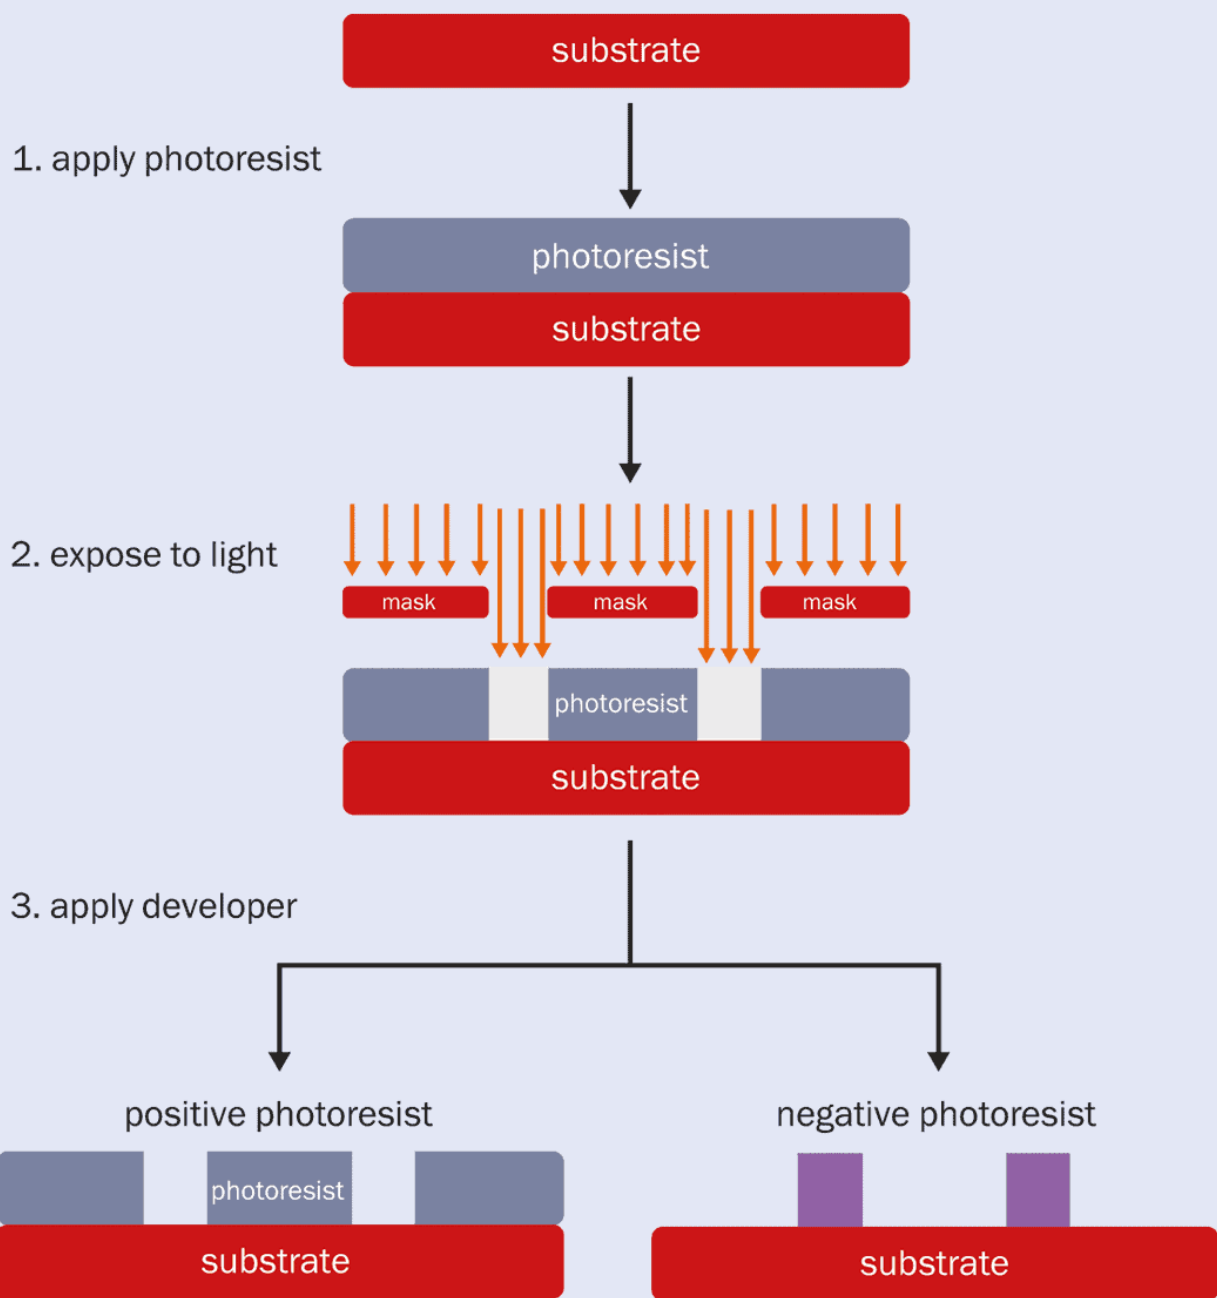 substrate
1. apply photoresist
photoresist
substrate
2. expose to light
mask mask mask
photoresist
substrate
3. apply developer
positive photoresist
negative photoresist
photoresist
substrate
substrate